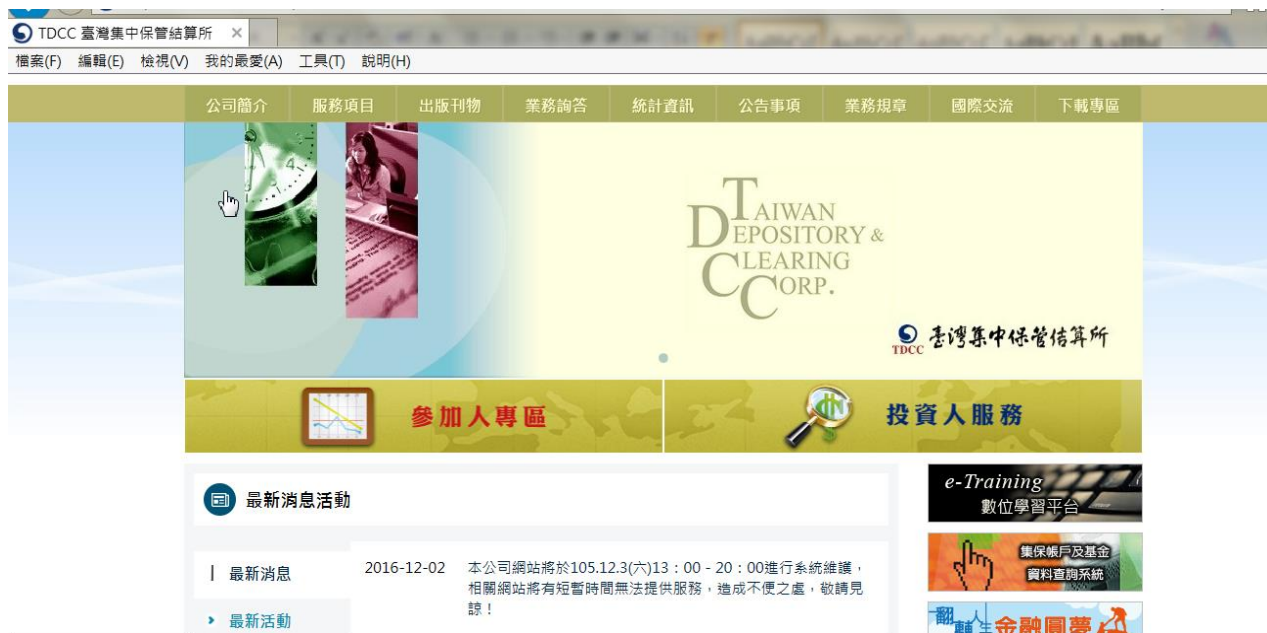 TDCC 臺灣集中保管結算所
檔案(F) 編輯(E) 檢視(V) 我的最愛(A) 工具(T) 說明(H)
公司簡介 服務項目 出版刊物 業務詢答 統計資訊 公告事項 業務規章 國際交流 下載專區
TAIWAN
DEPOSITORY &
CLEARING
CORP.
TDCC 臺灣集中保管結算所
參加人專區 投資人服務
e-Training
數位學習平台
最新消息活動
集保帳戶及基金
資料查詢系統
最新消息
2016-12-02 本公司網站將於105.12.3(六)13：00 - 20：00進行系統維護，
相關網站將有短暫時間無法提供服務，造成不便之處，敬請見
諒！
最新活動
翻轉人生 金融圓夢